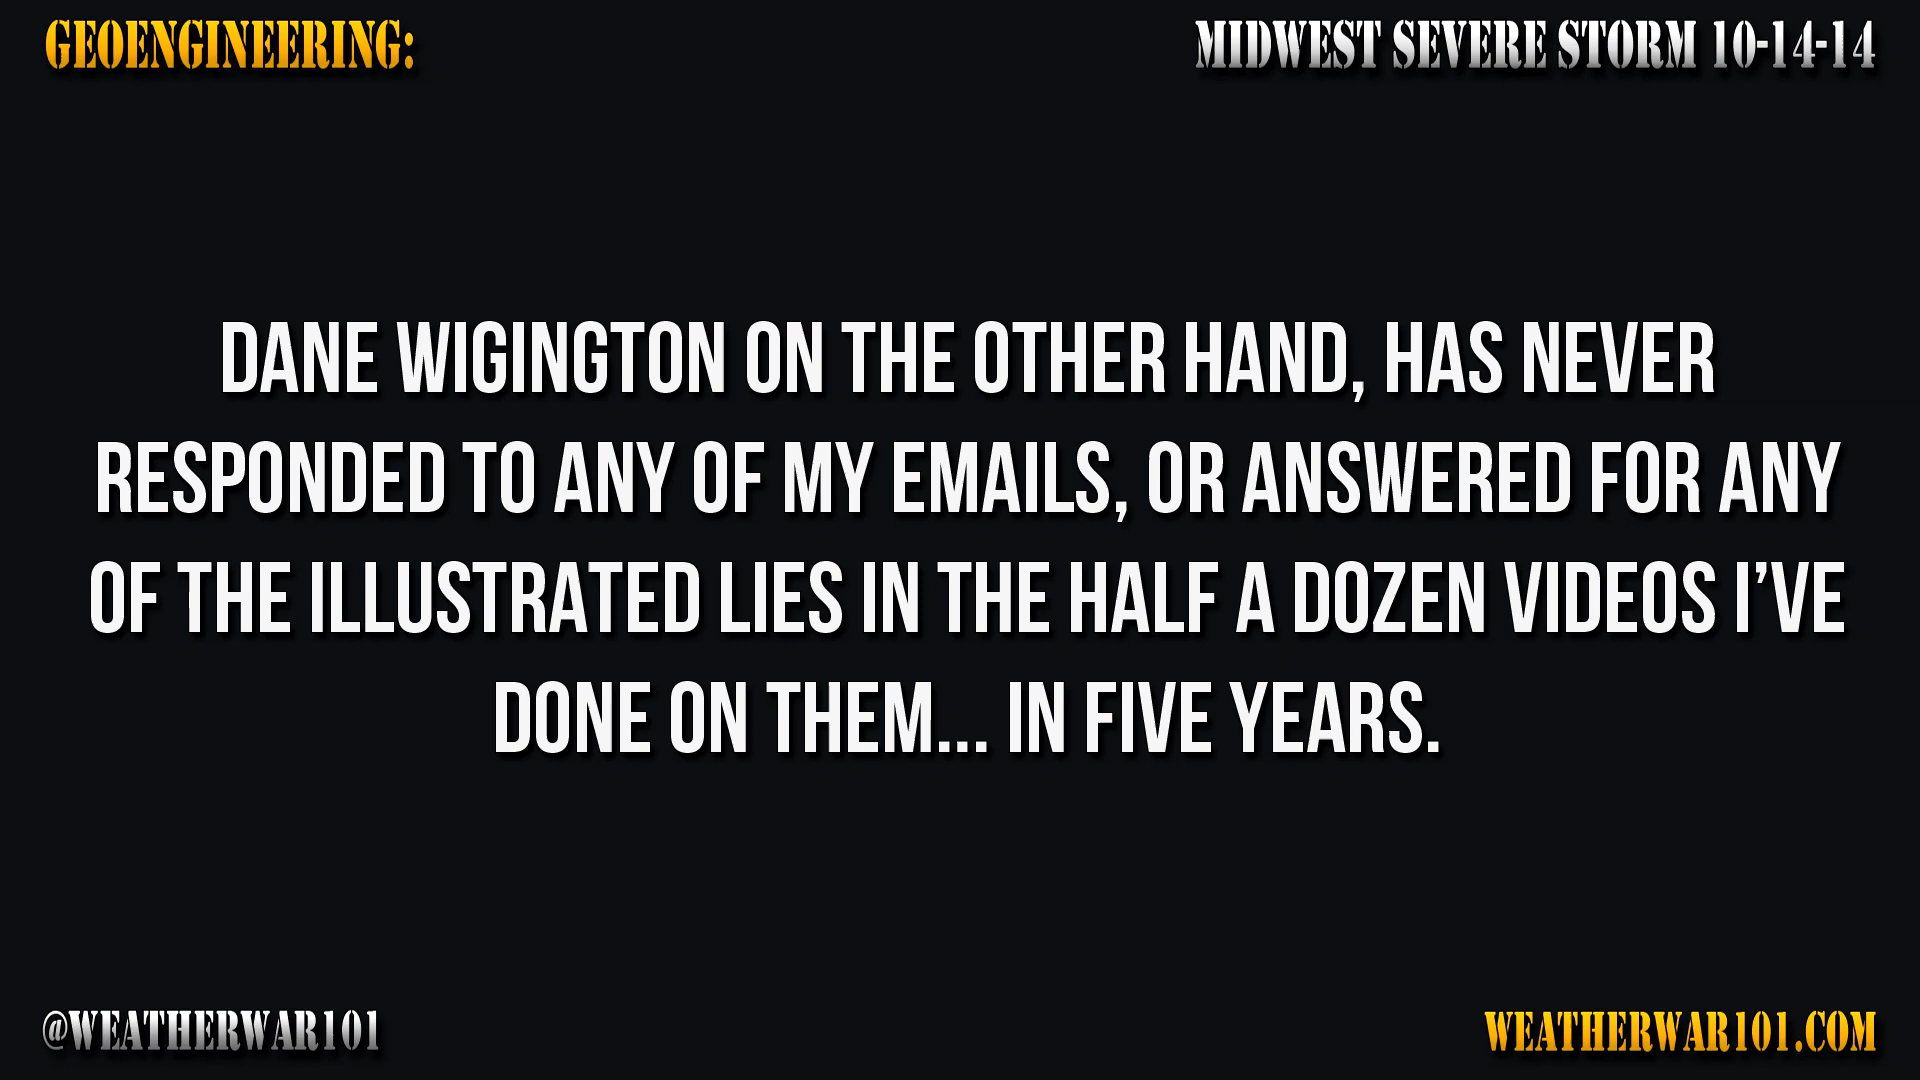 GEOENGINEERING:
MIDWEST SEVERE STORM 10-14-14
DANE WIGINGTON ON THE OTHER HAND, HAS NEVER
RESPONDED TO ANY OF MY EMAILS, OR ANSWERED FOR ANY
OF THE ILLUSTRATED LIES IN THE HALF A DOZEN VIDEOS I'VE
DONE ON THEM... IN FIVE YEARS.
@WEATHERWAR101
WEATHERWAR101.COM